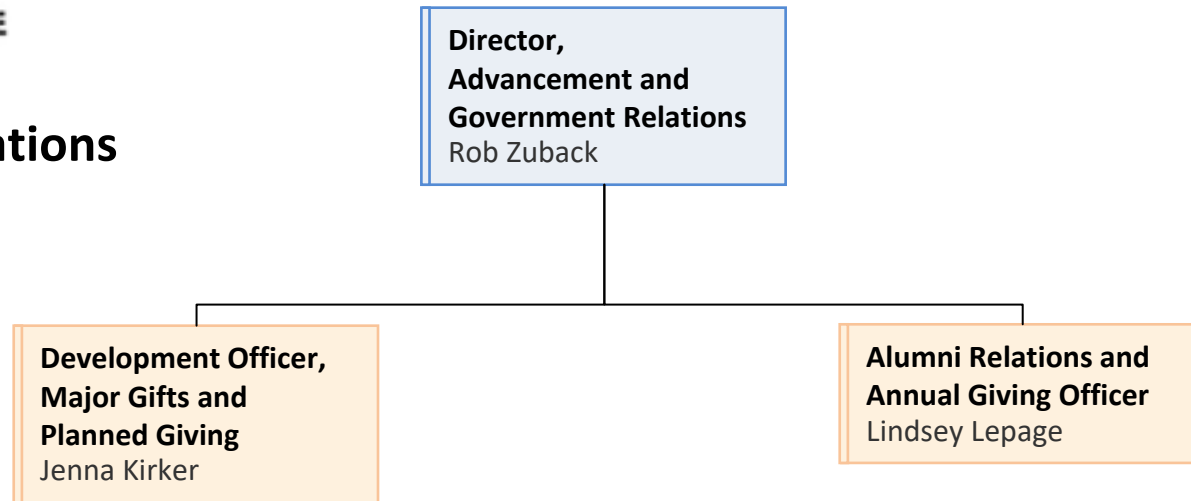 Director,
Advancement and
Government Relations
Rob Zuback
Development Officer,
Major Gifts and
Planned Giving
Jenna Kirker
Alumni Relations and
Annual Giving Officer
Lindsey Lepage